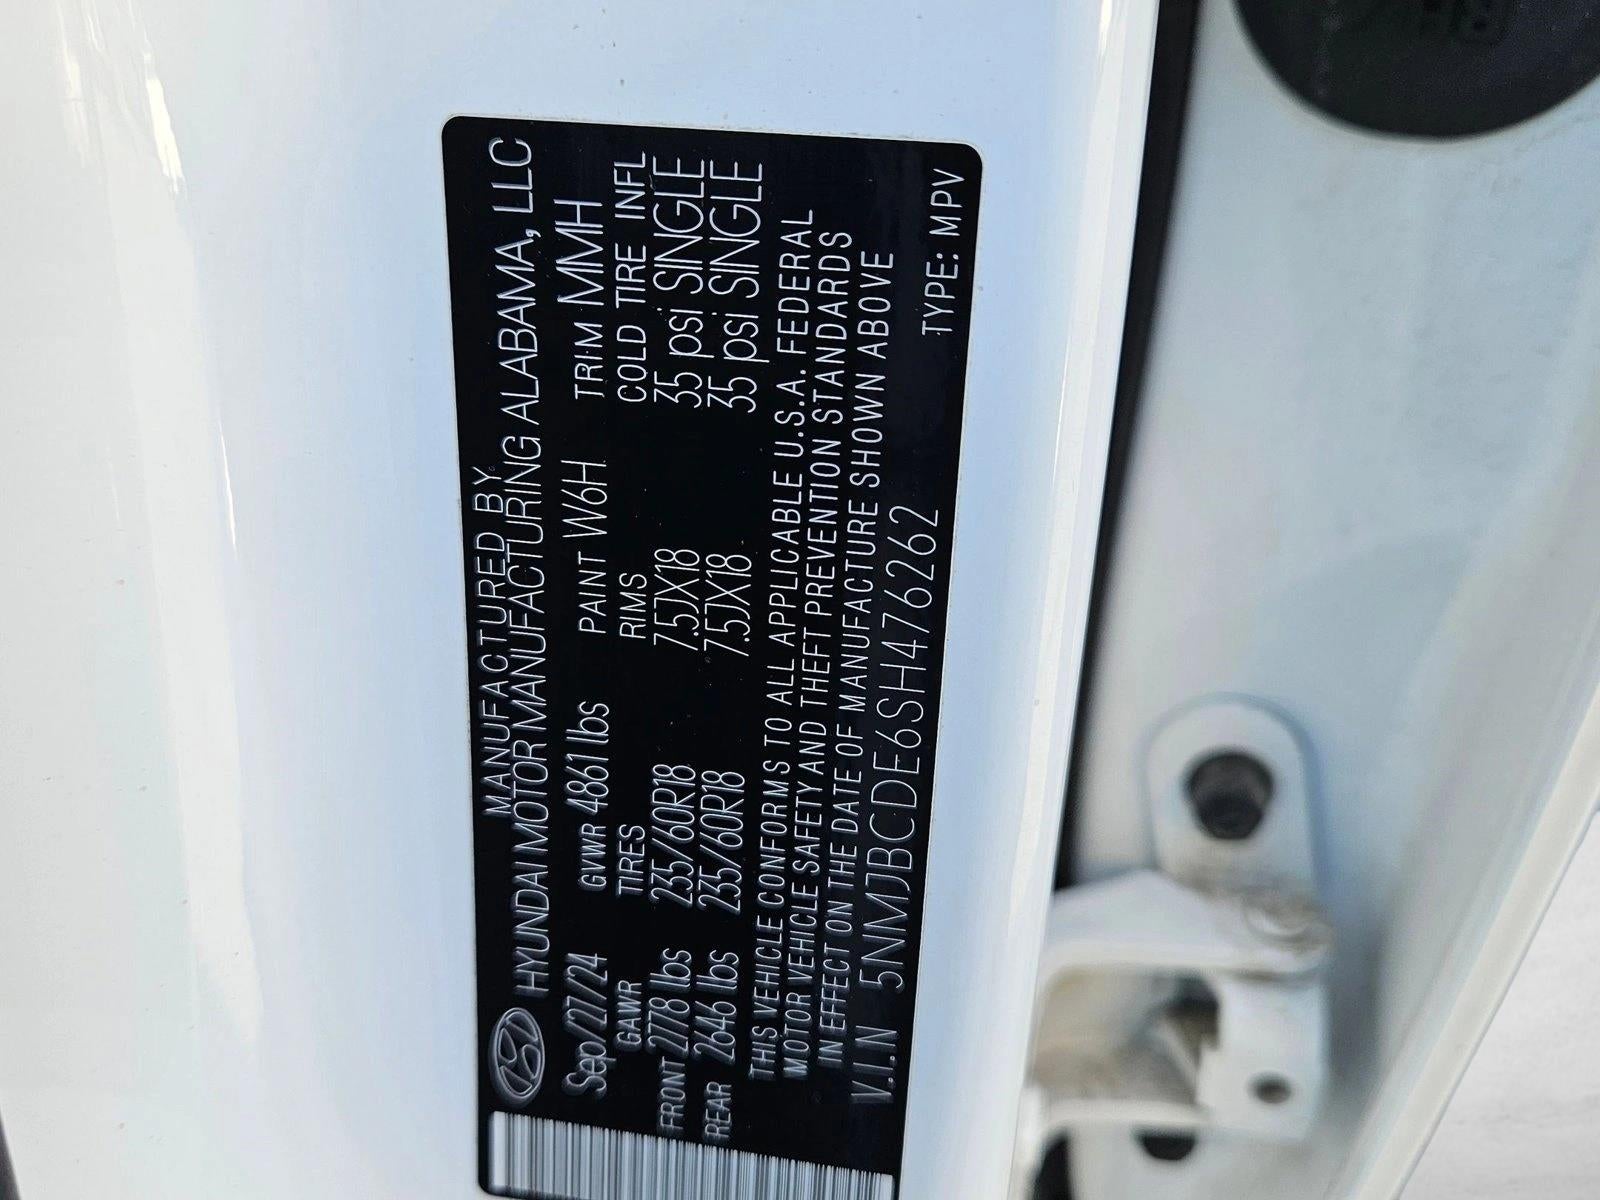 MANUFACTURED BY
HYUNDAI MOTOR MANUFACTURING ALABAMA, LLC
Sep/27/24 GVWR 4861 lbs PAINT W6H TRIM MMH
GAWR TIRES RIMS COLD TIRE INFL
FRONT 2778 lbs 235/60R18 7.5JX18 35 psi SINGLE
REAR 2646 lbs 235/60R18 7.5JX18 35 psi SINGLE
THIS VEHICLE CONFORMS TO ALL APPLICABLE U.S.A. FEDERAL
MOTOR VEHICLE SAFETY AND THEFT PREVENTION STANDARDS
IN EFFECT ON THE DATE OF MANUFACTURE SHOWN ABOVE
V.I.N 5NMJBCDE6SH476262 TYPE: MPV
RH